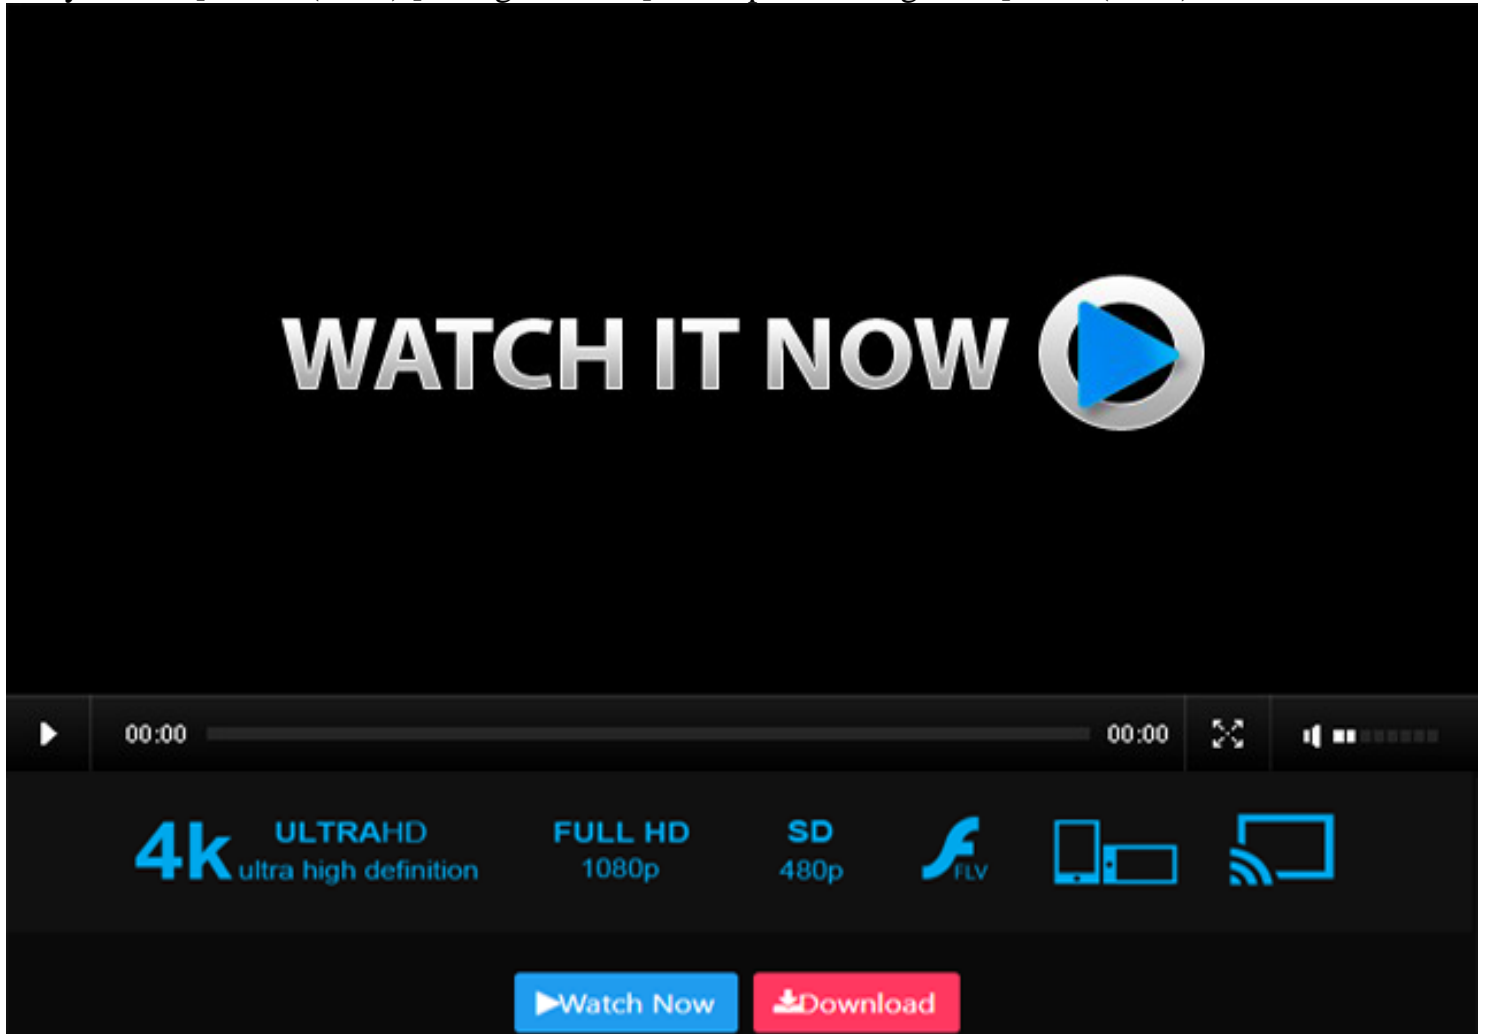 WATCH IT NOW
00:00 00:00
4k ULTRAHD FULL HD SD
ultra high definition 1080p 480p FLV
Watch Now Download